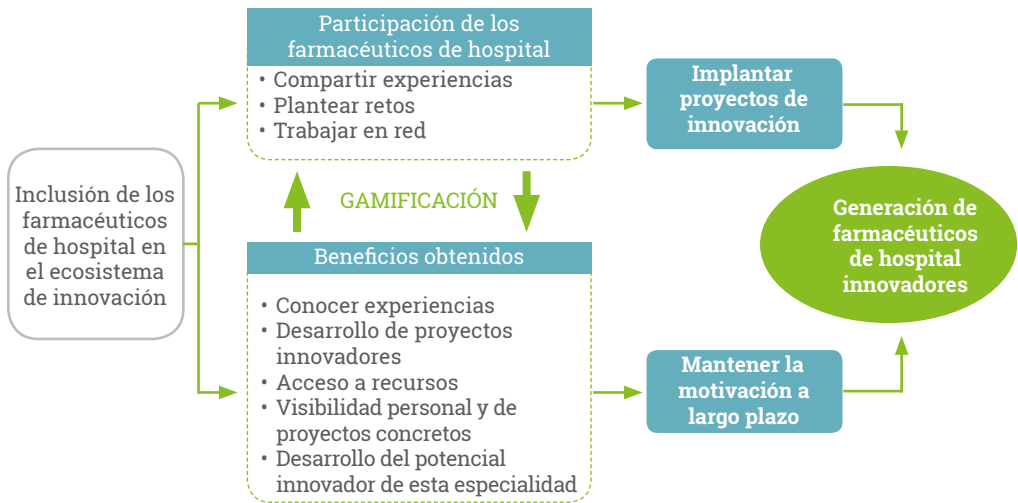 Inclusión de los
farmacéuticos
de hospital en
el ecosistema
de innovación
Participación de los
farmacéuticos de hospital
• Compartir experiencias
• Plantear retos
• Trabajar en red
GAMIFICACIÓN
Beneficios obtenidos
• Conocer experiencias
• Desarrollo de proyectos
innovadores
• Acceso a recursos
• Visibilidad personal y de
proyectos concretos
• Desarrollo del potencial
innovador de esta especialidad
Implantar
proyectos de
innovación
Mantener la
motivación a
largo plazo
Generación de
farmacéuticos
de hospital
innovadores